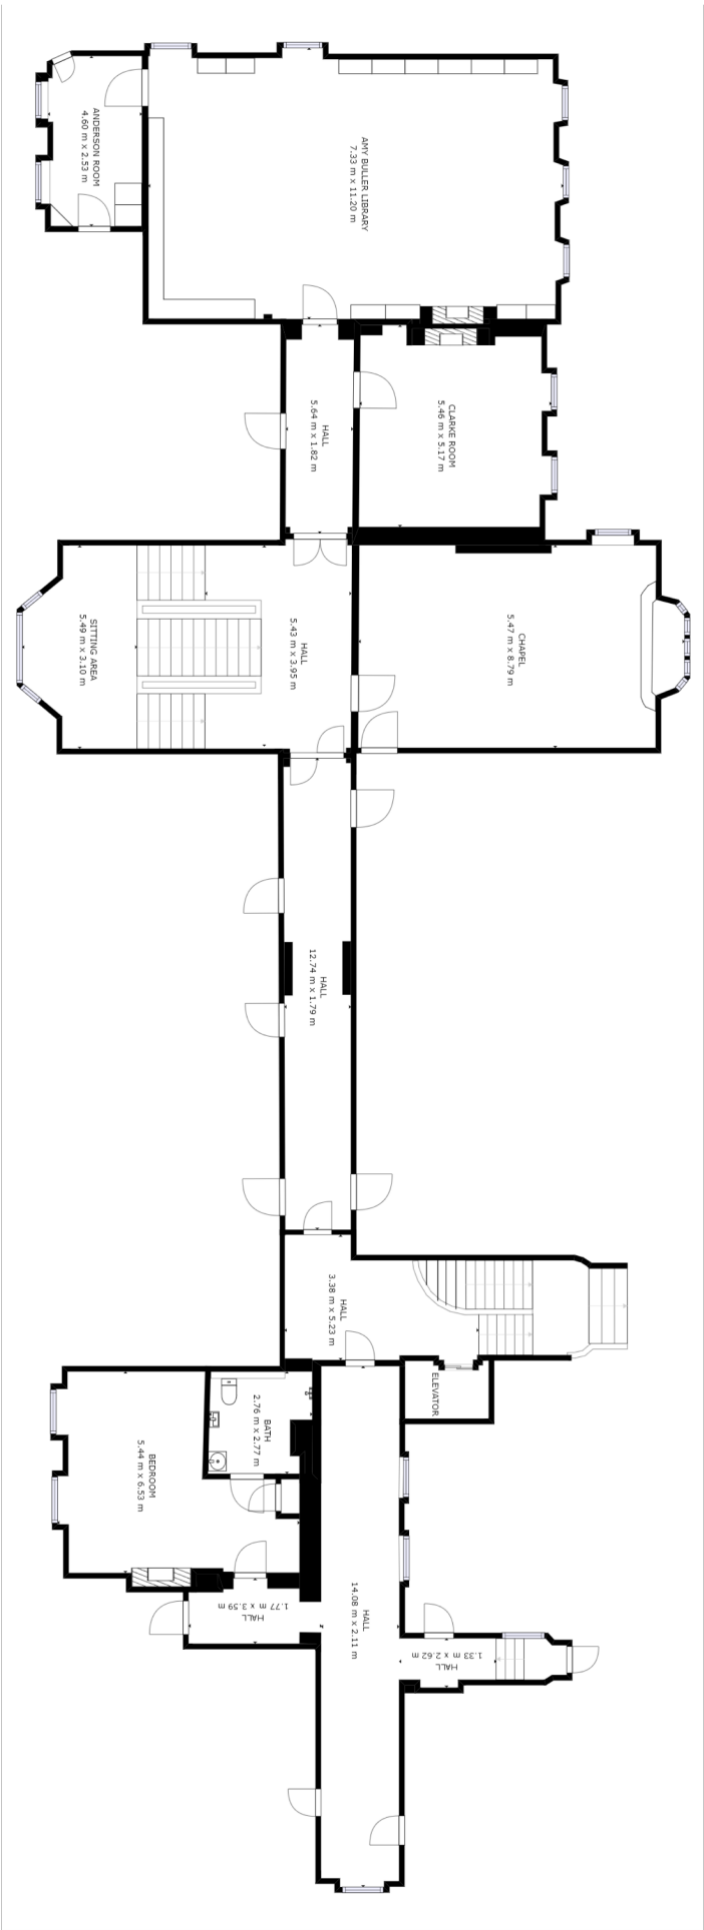 ANDERSON ROOM
4.60 m x 2.53 m
AMY BULLER LIBRARY
7.33 m x 11.20 m
HALL
5.64 m x 1.82 m
CLARKE ROOM
5.46 m x 5.17 m
SITTING AREA
5.49 m x 3.10 m
HALL
5.43 m x 3.95 m
CHAPEL
5.47 m x 8.79 m
HALL
12.74 m x 1.79 m
HALL
3.38 m x 5.23 m
ELEVATOR
BATH
2.76 m x 2.77 m
BEDROOM
5.44 m x 6.53 m
HALL
1.77 m x 3.59 m
HALL
14.08 m x 2.11 m
HALL
1.33 m x 2.62 m